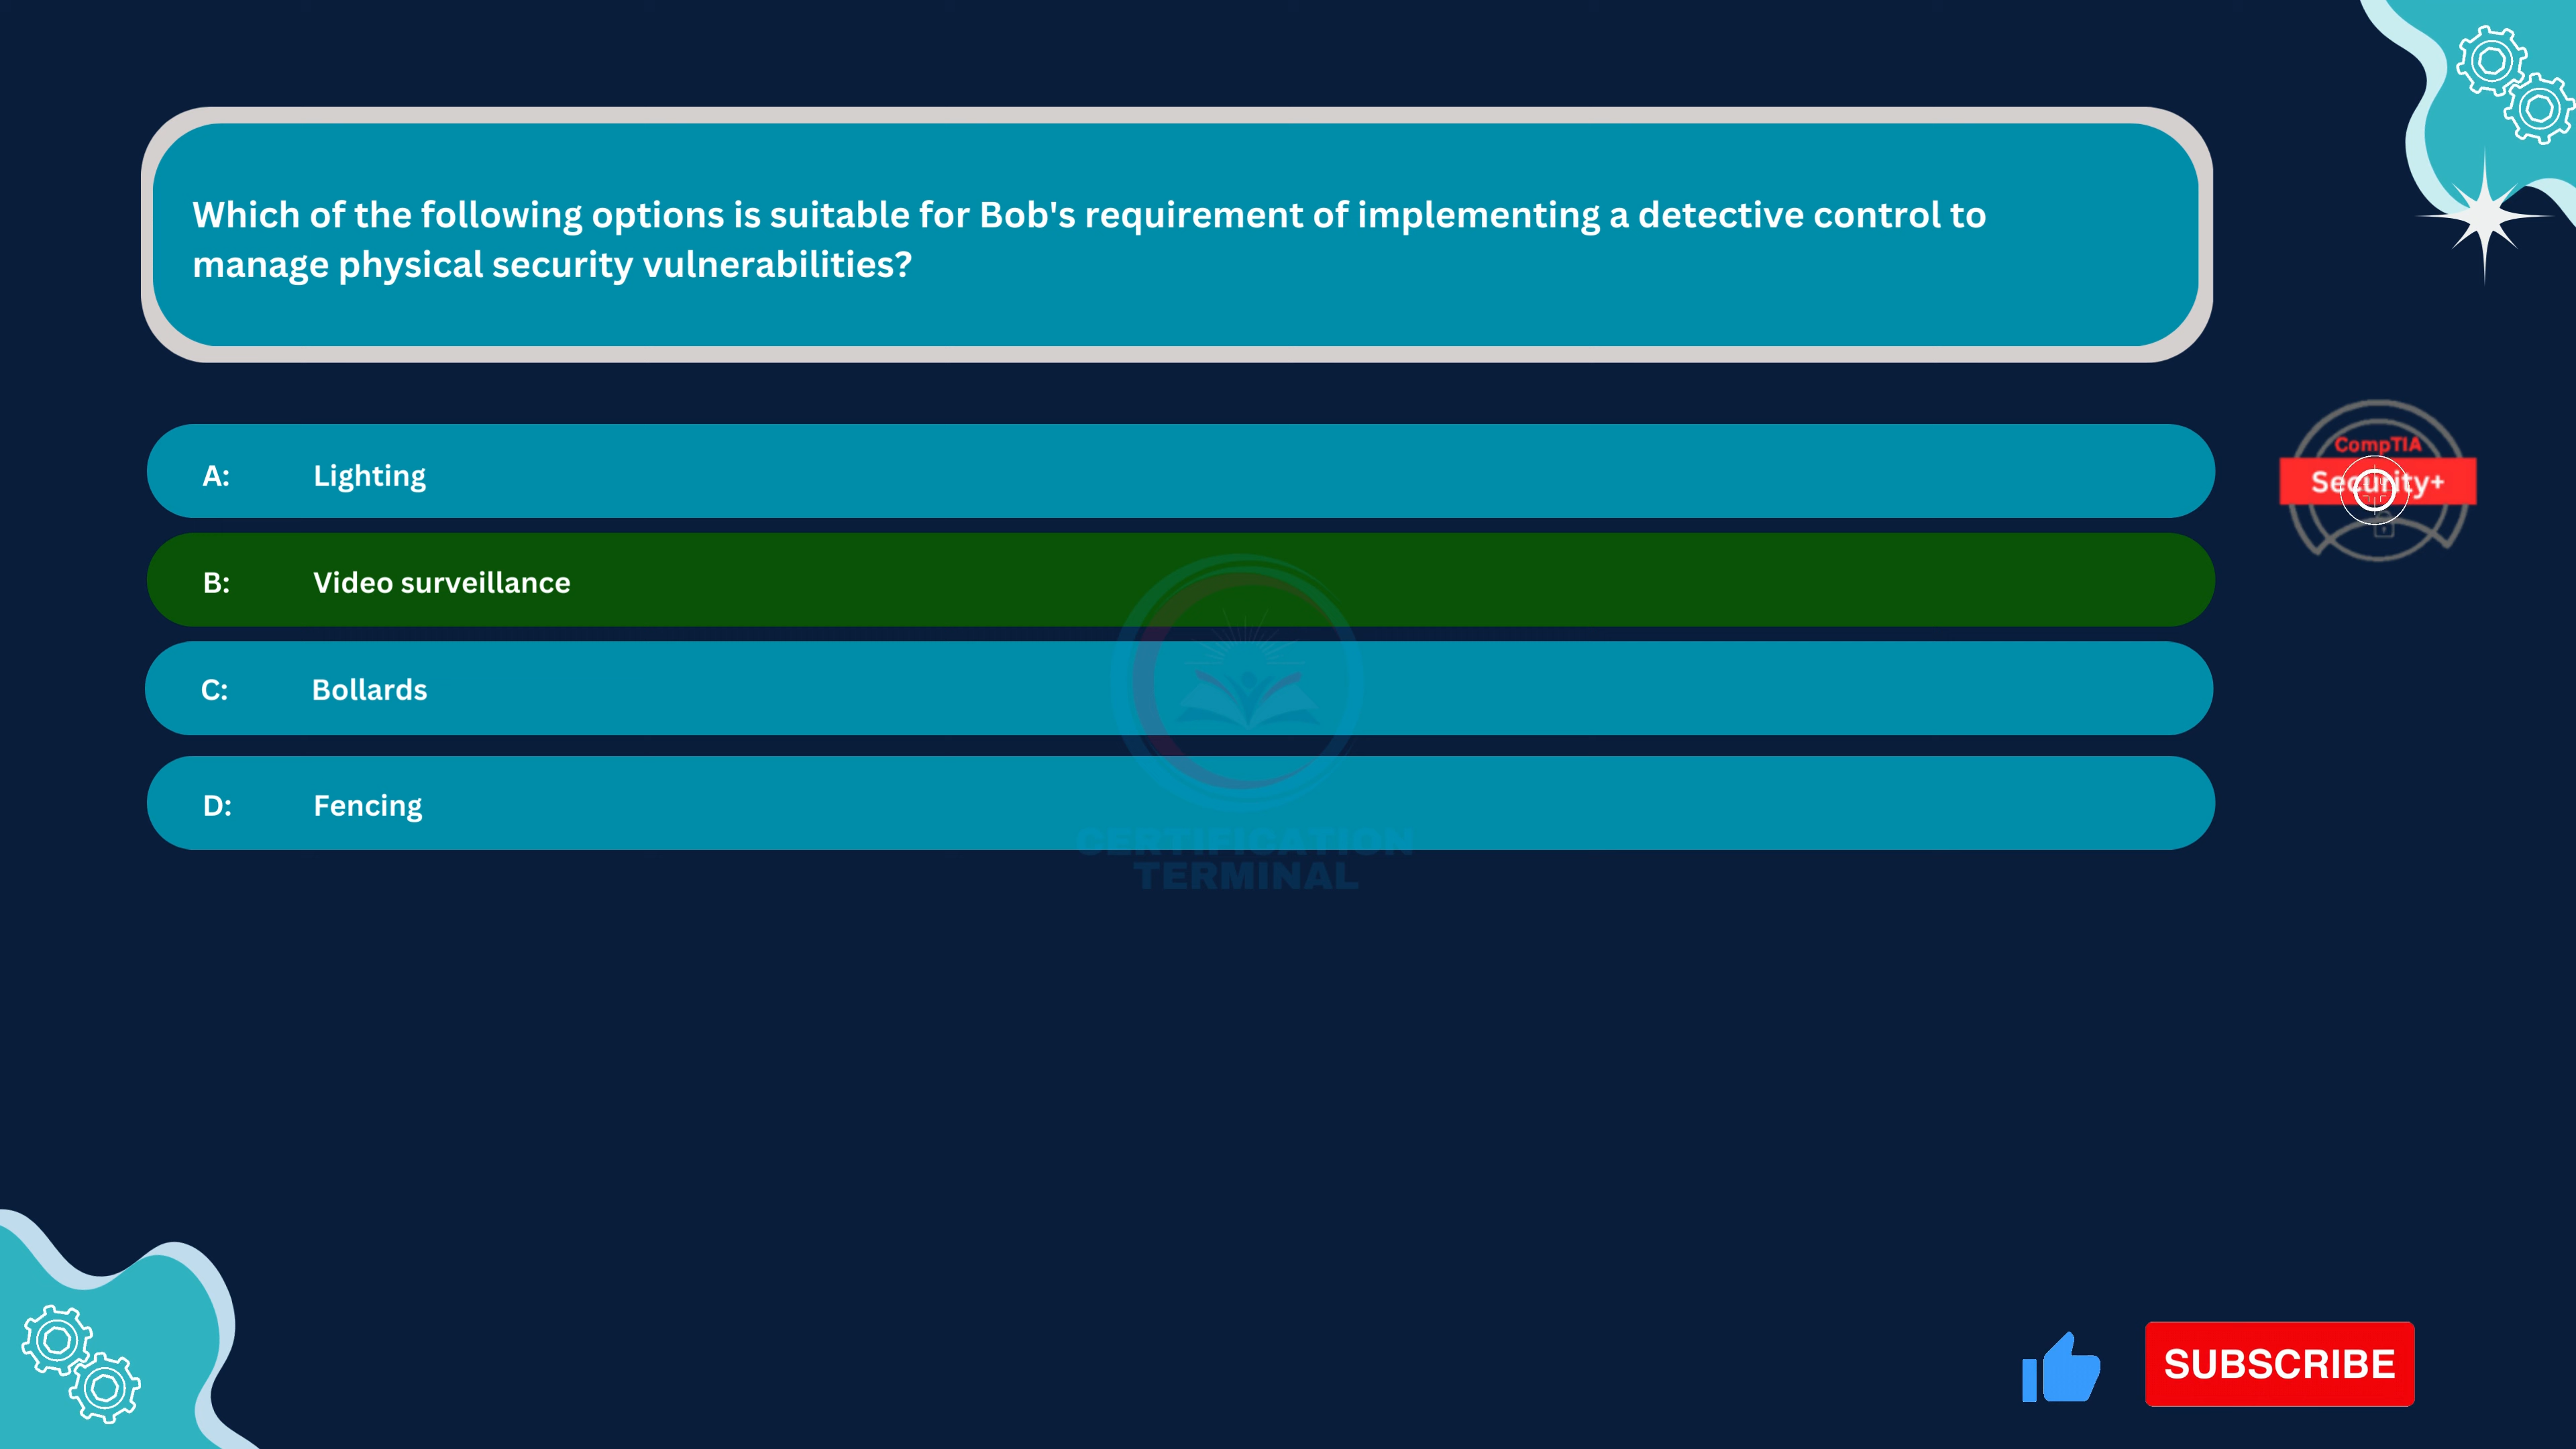 Which of the following options is suitable for Bob's requirement of implementing a detective control to
manage physical security vulnerabilities?
CompTIA
Security+
A: Lighting
B: Video surveillance
C: Bollards
D: Fencing
CERTIFICATION
TERMINAL
SUBSCRIBE